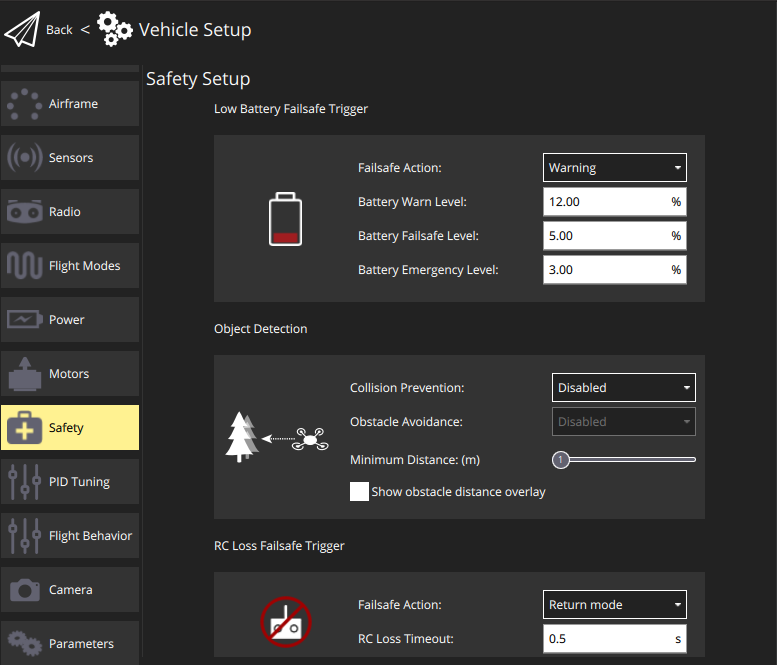 Back < Vehicle Setup
Safety Setup
Airframe
Sensors
Radio
Flight Modes
Power
Motors
Safety
PID Tuning
Flight Behavior
Camera
Parameters
Low Battery Failsafe Trigger
Failsafe Action: Warning
Battery Warn Level: 12.00 %
Battery Failsafe Level: 5.00 %
Battery Emergency Level: 3.00 %
Object Detection
Collision Prevention: Disabled
Obstacle Avoidance: Disabled
Minimum Distance: (m) 1
Show obstacle distance overlay
RC Loss Failsafe Trigger
Failsafe Action: Return mode
RC Loss Timeout: 0.5 s